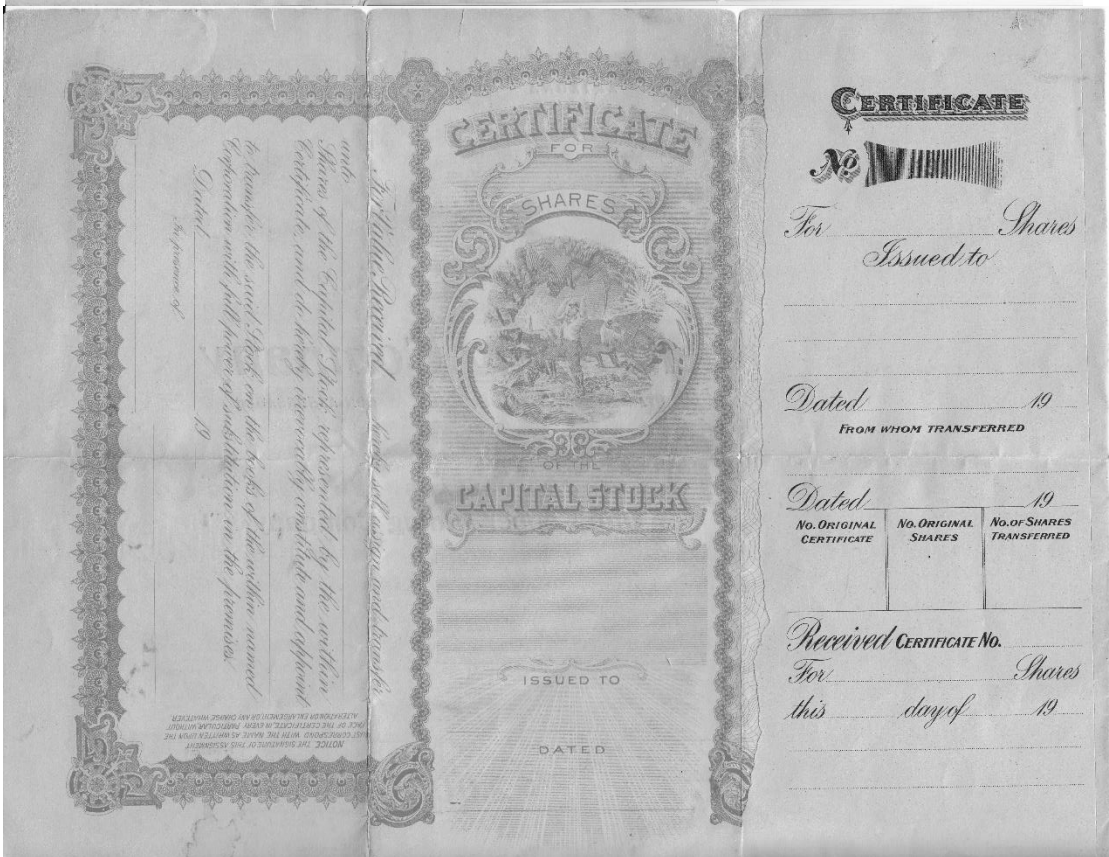 For Value Received hereby sell, assign and transfer
unto
Shares of the Capital Stock represented by the within
Certificate, and do hereby irrevocably constitute and appoint
to transfer the said Stock on the books of the within named
Corporation with full power of substitution in the premises.
Dated 19
In presence of
NOTICE. THE SIGNATURE OF THIS ASSIGNMENT
MUST CORRESPOND WITH THE NAME AS WRITTEN UPON THE
FACE OF THE CERTIFICATE, IN EVERY PARTICULAR, WITHOUT
ALTERATION OR ENLARGEMENT, OR ANY CHANGE WHATEVER.
CERTIFICATE
FOR
SHARES
OF THE
CAPITAL STOCK
ISSUED TO
DATED
CERTIFICATE
No.
For Shares
Issued to
Dated 19
FROM WHOM TRANSFERRED
Dated 19
NO. ORIGINAL CERTIFICATE
NO. ORIGINAL SHARES
NO. OF SHARES TRANSFERRED
Received CERTIFICATE NO.
For Shares
this day of 19